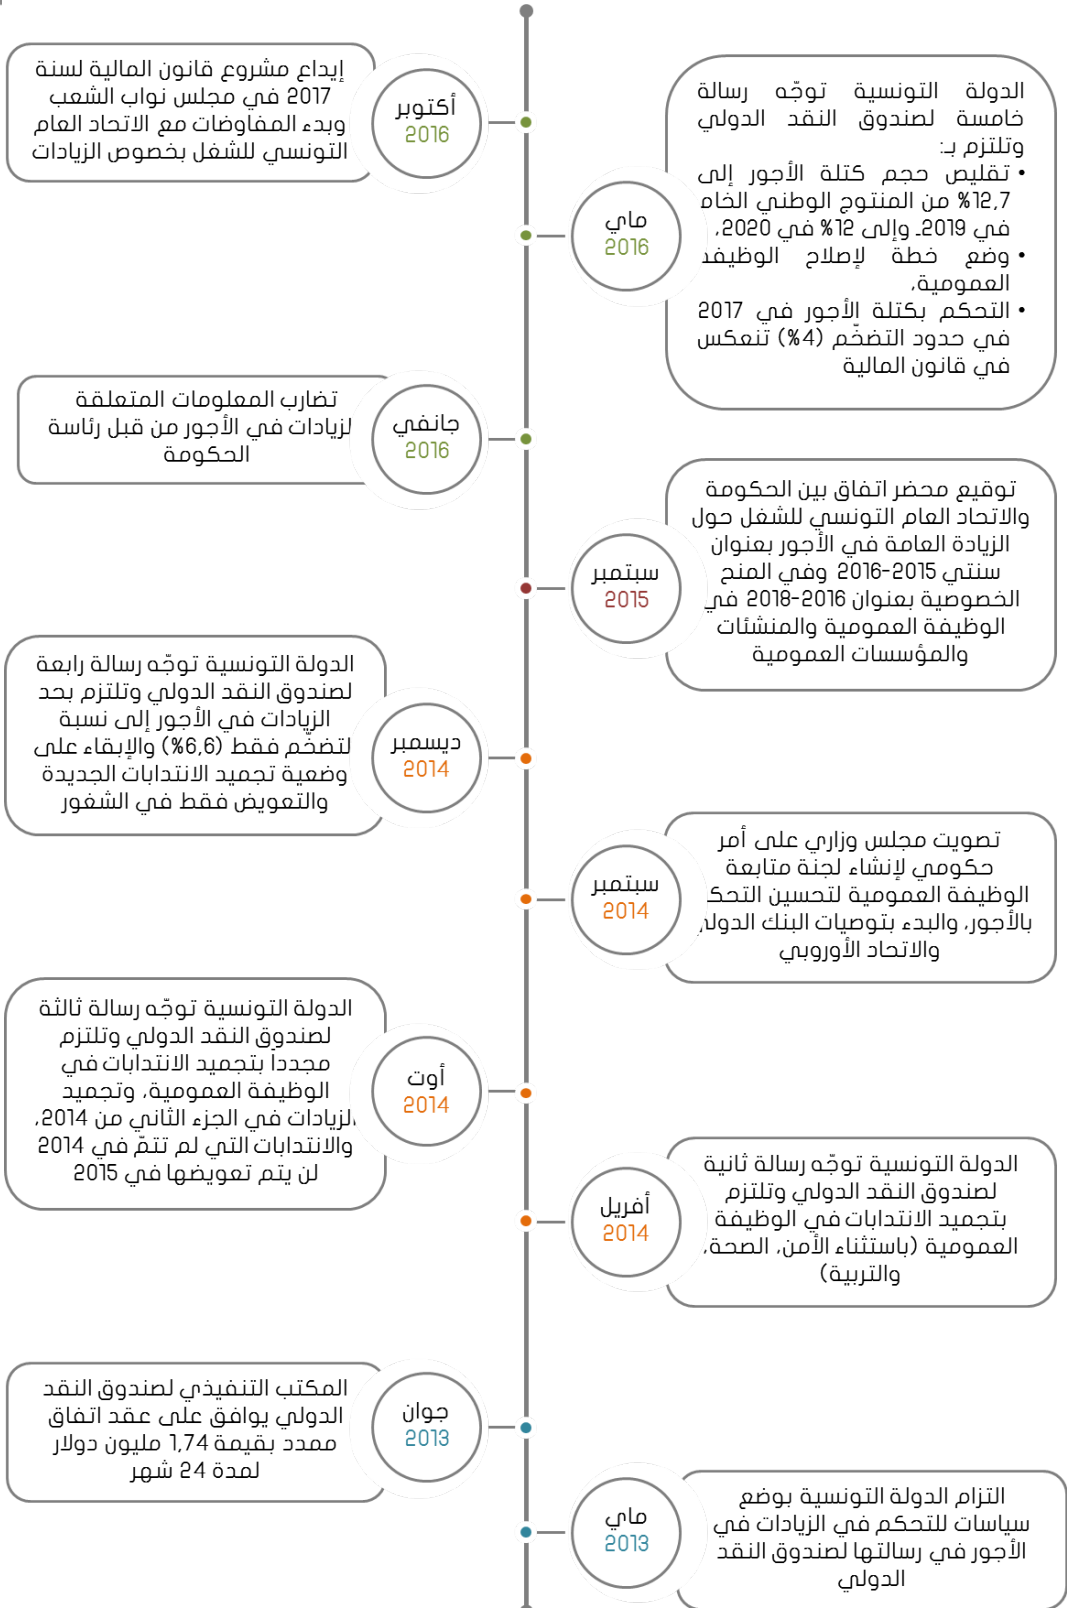 إيداع مشروع قانون المالية لسنة
2017 في مجلس نواب الشعب
وبدء المفاوضات مع الاتحاد العام
التونسي للشغل بخصوص الزيادات
أكتوبر
2016
الدولة التونسية توجّه رسالة
خامسة لصندوق النقد الدولي
وتلتزم بـ:
• تقليص حجم كتلة الأجور إلى
12,7% من المنتوج الوطني الخام
في 2019ـ وإلى 12% في 2020،
• وضع خطة لإصلاح الوظيفة
العمومية،
• التحكم بكتلة الأجور في 2017
في حدود التضخّم (4%) تنعكس
في قانون المالية
ماي
2016
تضارب المعلومات المتعلقة
لزيادات في الأجور من قبل رئاسة
الحكومة
جانفي
2016
توقيع محضر اتفاق بين الحكومة
والاتحاد العام التونسي للشغل حول
الزيادة العامة في الأجور بعنوان
سنتي 2015-2016 وفي المنح
الخصوصية بعنوان 2016-2018 في
الوظيفة العمومية والمنشئات
والمؤسسات العمومية
سبتمبر
2015
الدولة التونسية توجّه رسالة رابعة
لصندوق النقد الدولي وتلتزم بحد
الزيادات في الأجور إلى نسبة
لتضخّم فقط (6,6%) والإبقاء على
وضعية تجميد الانتدابات الجديدة
والتعويض فقط في الشغور
ديسمبر
2014
تصويت مجلس وزاري على أمر
حكومي لإنشاء لجنة متابعة
الوظيفة العمومية لتحسين التحكم
بالأجور، والبدء بتوصيات البنك الدولي
والاتحاد الأوروبي
سبتمبر
2014
الدولة التونسية توجّه رسالة ثالثة
لصندوق النقد الدولي وتلتزم
مجدداً بتجميد الانتدابات في
الوظيفة العمومية، وتجميد
الزيادات في الجزء الثاني من 2014،
والانتدابات التي لم تتمّ في 2014
لن يتم تعويضها في 2015
أوت
2014
الدولة التونسية توجّه رسالة ثانية
لصندوق النقد الدولي وتلتزم
بتجميد الانتدابات في الوظيفة
العمومية (باستثناء الأمن، الصحة،
والتربية)
أفريل
2014
المكتب التنفيذي لصندوق النقد
الدولي يوافق على عقد اتفاق
ممدد بقيمة 1,74 مليون دولار
لمدة 24 شهر
جوان
2013
التزام الدولة التونسية بوضع
سياسات للتحكم في الزيادات في
الأجور في رسالتها لصندوق النقد
الدولي
ماي
2013